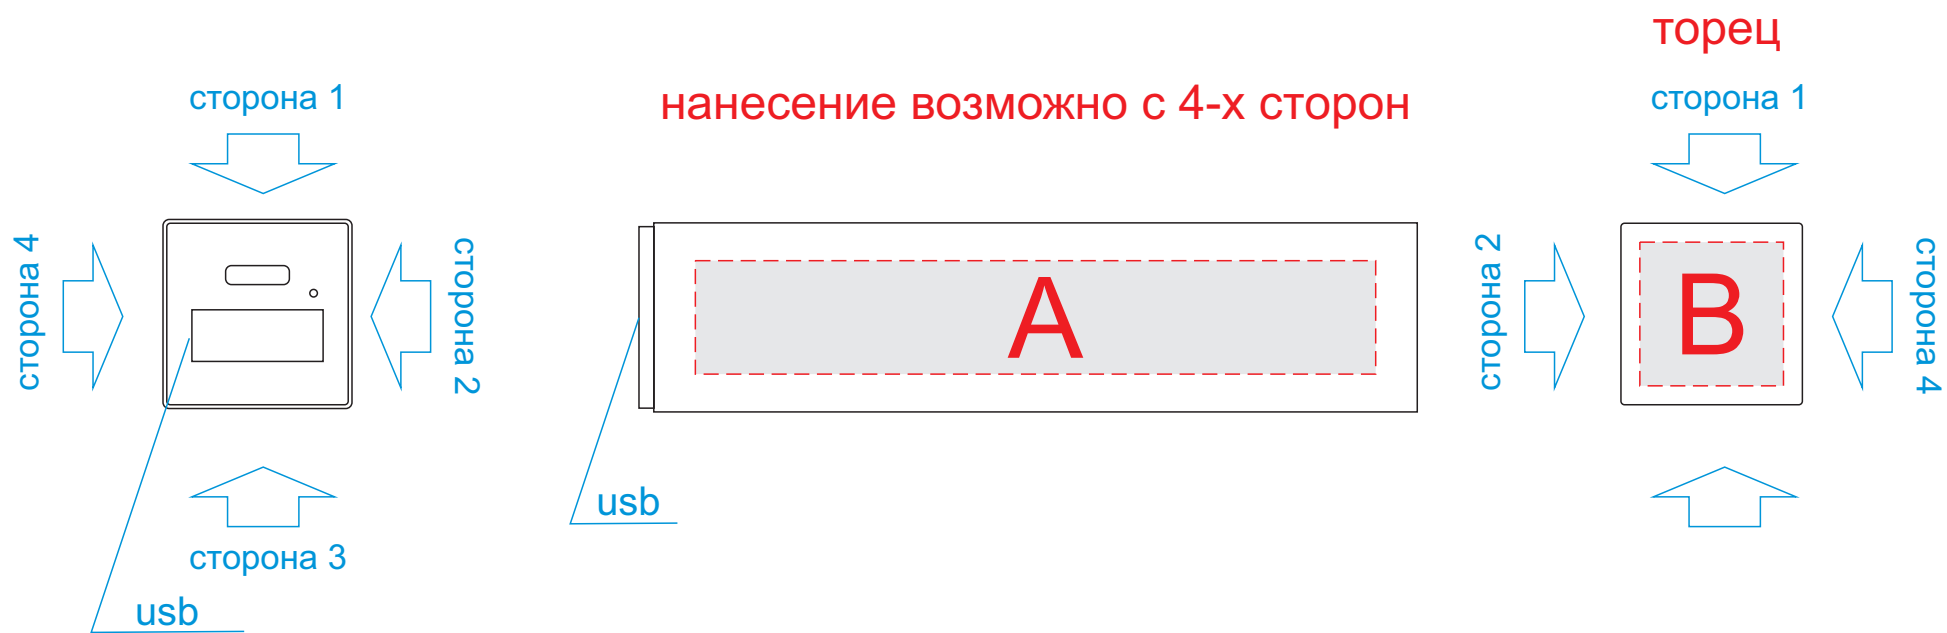 торец
нанесение возможно с 4-х сторон
сторона 1
сторона 4
сторона 2
сторона 3
usb
A
usb
сторона 1
сторона 2
B
сторона 4